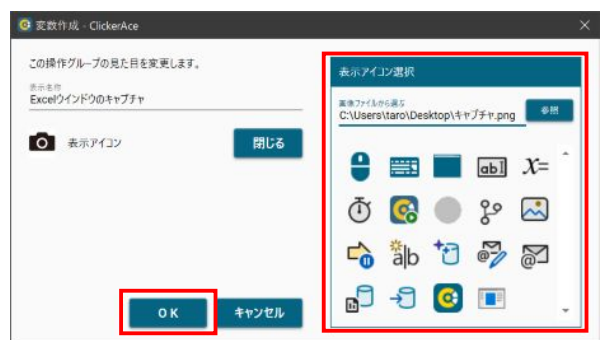 変数作成 - ClickerAce
この操作グループの見た目を変更します。
表示名称
Excelウインドウのキャプチャ
表示アイコン
閉じる
OK
キャンセル
表示アイコン選択
画像ファイルから選ぶ
C:\Users\taro\Desktop\キャプチャ.png
参照
ab
X=
a|b
@
@